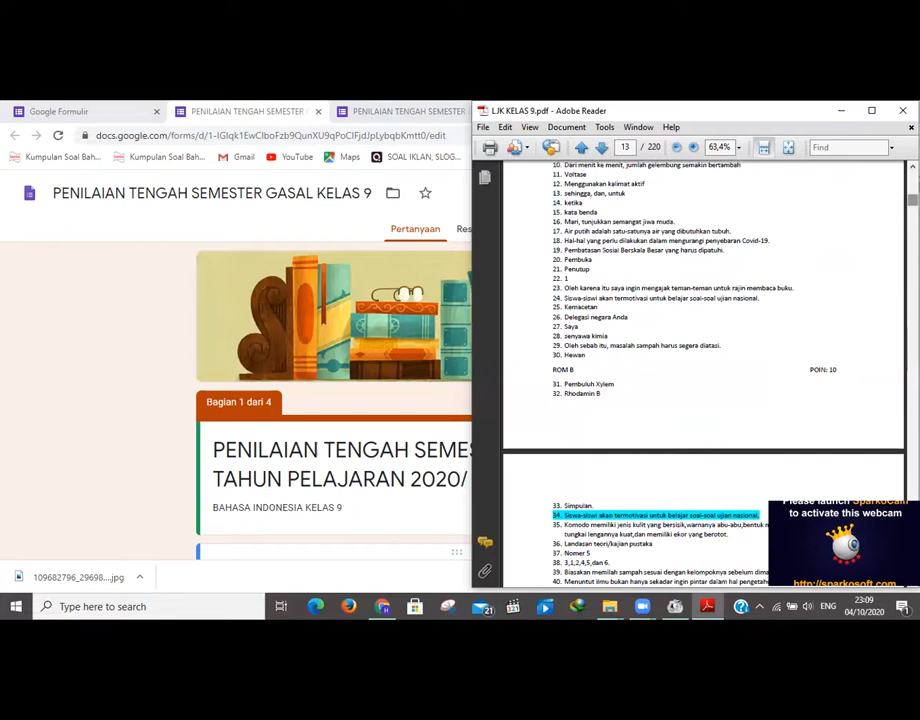 Google Formulir
PENILAIAN TENGAH SEMESTER
PENILAIAN TENGAH SEMESTER
docs.google.com/forms/d/1-IGlqk1EwClboFzb9QunXU9qPoCIFjdJpLybqbKmtt0/edit
Kumpulan Soal Bah...
Kumpulan Soal Bah...
Gmail
YouTube
Maps
SOAL IKLAN, SLOG...
PENILAIAN TENGAH SEMESTER GASAL KELAS 9
Pertanyaan
Res
Bagian 1 dari 4
PENILAIAN TENGAH SEME
TAHUN PELAJARAN 2020/
BAHASA INDONESIA KELAS 9
109682796_29698....jpg
LJK KELAS 9.pdf - Adobe Reader
File Edit View Document Tools Window Help
13 / 220
63,4%
Find
10. Dari menit ke menit, jumlah gelembung semakin bertambah
11. Voltase
12. Menggunakan kalimat aktif
13. sehingga, dan, untuk
14. ketika
15. kata benda
16. Mari, tunjukkan semangat jiwa muda.
17. Air putih adalah satu-satunya air yang dibutuhkan tubuh.
18. Hal-hal yang perlu dilakukan dalam mengurangi penyebaran Covid-19.
19. Pembatasan Sosial Berskala Besar yang harus dipatuhi.
20. Pembuka
21. Penutup
22. 1
23. Oleh karena itu saya ingin mengajak teman-teman untuk rajin membaca buku.
24. Siswa-siswi akan termotivasi untuk belajar soal-soal ujian nasional.
25. Kemacetan
26. Delegasi negara Anda
27. Saya
28. senyawa kimia
29. Oleh sebab itu, masalah sampah harus segera diatasi.
30. Hewan
ROM B POIN: 10
31. Pembuluh Xylem
32. Rhodamin B
33. Simpulan.
34. Siswa-siswi akan termotivasi untuk belajar soal-soal ujian nasional.
35. Komodo memiliki jenis kulit yang bersisik,warnanya abu-abu,bentuk
tungkai lengannya kuat,dan memiliki ekor yang berotot.
36. Landasan teori/kajian pustaka
37. Nomer 5
38. 3,1,2,4,5,dan 6.
39. Biasakan memilah sampah sesuai dengan kelompoknya sebelum
40. Menuntut ilmu bukan hanya sekadar ingin pintar dalam hal
Please launch SparkoCam
to activate this webcam
http://sparkosoft.com
Type here to search
21
ENG
23:09
04/10/2020
1